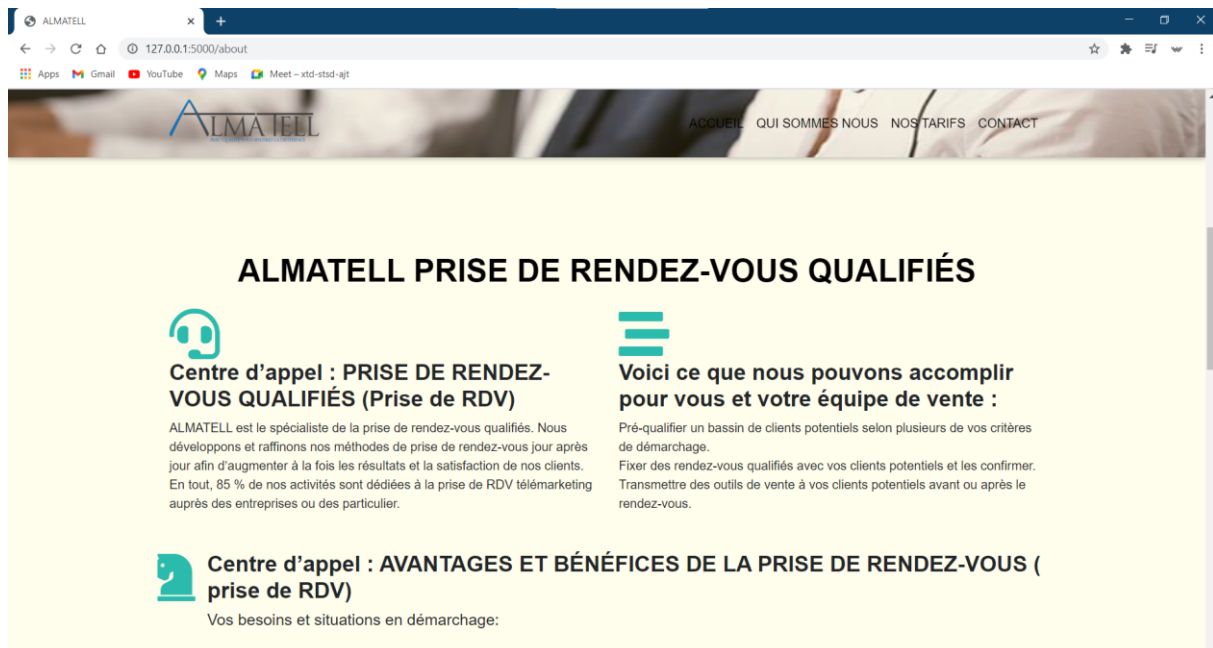 ALMATELL
127.0.0.1:5000/about
Apps Gmail YouTube Maps Meet – xtd-stsd-ajt
ALMATELL
ACCUEIL QUI SOMMES NOUS NOS TARIFS CONTACT
ALMATELL PRISE DE RENDEZ-VOUS QUALIFIÉS
Centre d’appel : PRISE DE RENDEZ-
VOUS QUALIFIÉS (Prise de RDV)
ALMATELL est le spécialiste de la prise de rendez-vous qualifiés. Nous
développons et raffinons nos méthodes de prise de rendez-vous jour après
jour afin d'augmenter à la fois les résultats et la satisfaction de nos clients.
En tout, 85 % de nos activités sont dédiées à la prise de RDV télémarketing
auprès des entreprises ou des particulier.
Voici ce que nous pouvons accomplir
pour vous et votre équipe de vente :
Pré-qualifier un bassin de clients potentiels selon plusieurs de vos critères
de démarchage.
Fixer des rendez-vous qualifiés avec vos clients potentiels et les confirmer.
Transmettre des outils de vente à vos clients potentiels avant ou après le
rendez-vous.
Centre d’appel : AVANTAGES ET BÉNÉFICES DE LA PRISE DE RENDEZ-VOUS (
prise de RDV)
Vos besoins et situations en démarchage: